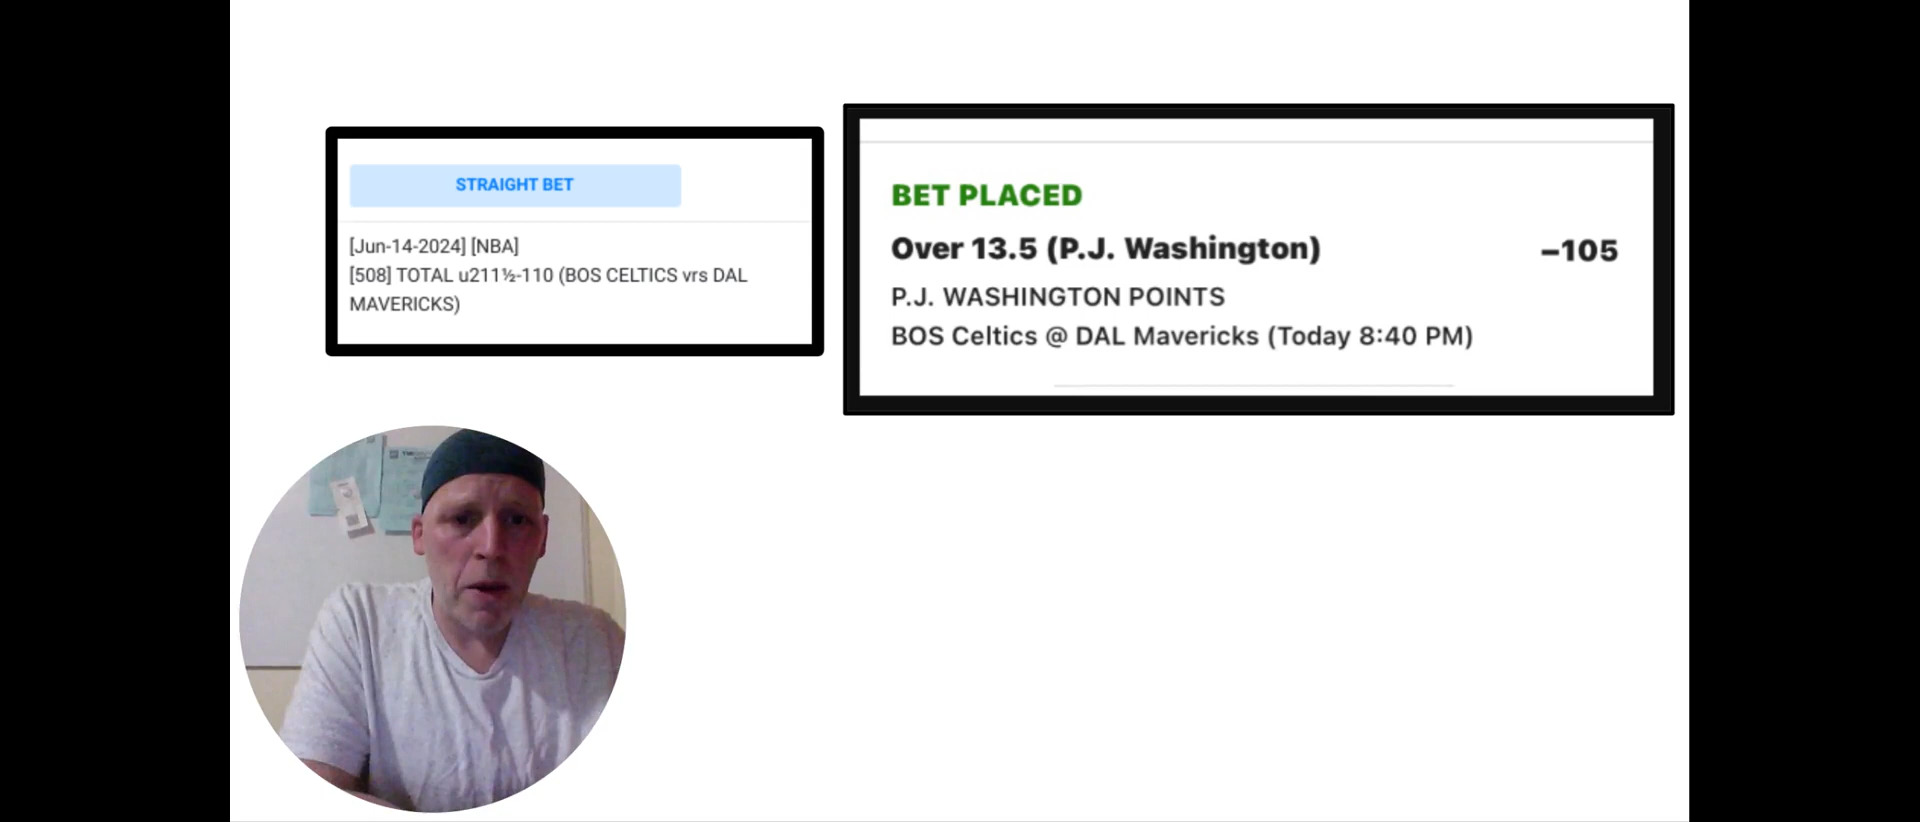 STRAIGHT BET
[Jun-14-2024] [NBA]
[508] TOTAL u211½-110 (BOS CELTICS vrs DAL
MAVERICKS)
BET PLACED
Over 13.5 (P.J. Washington) −105
P.J. WASHINGTON POINTS
BOS Celtics @ DAL Mavericks (Today 8:40 PM)